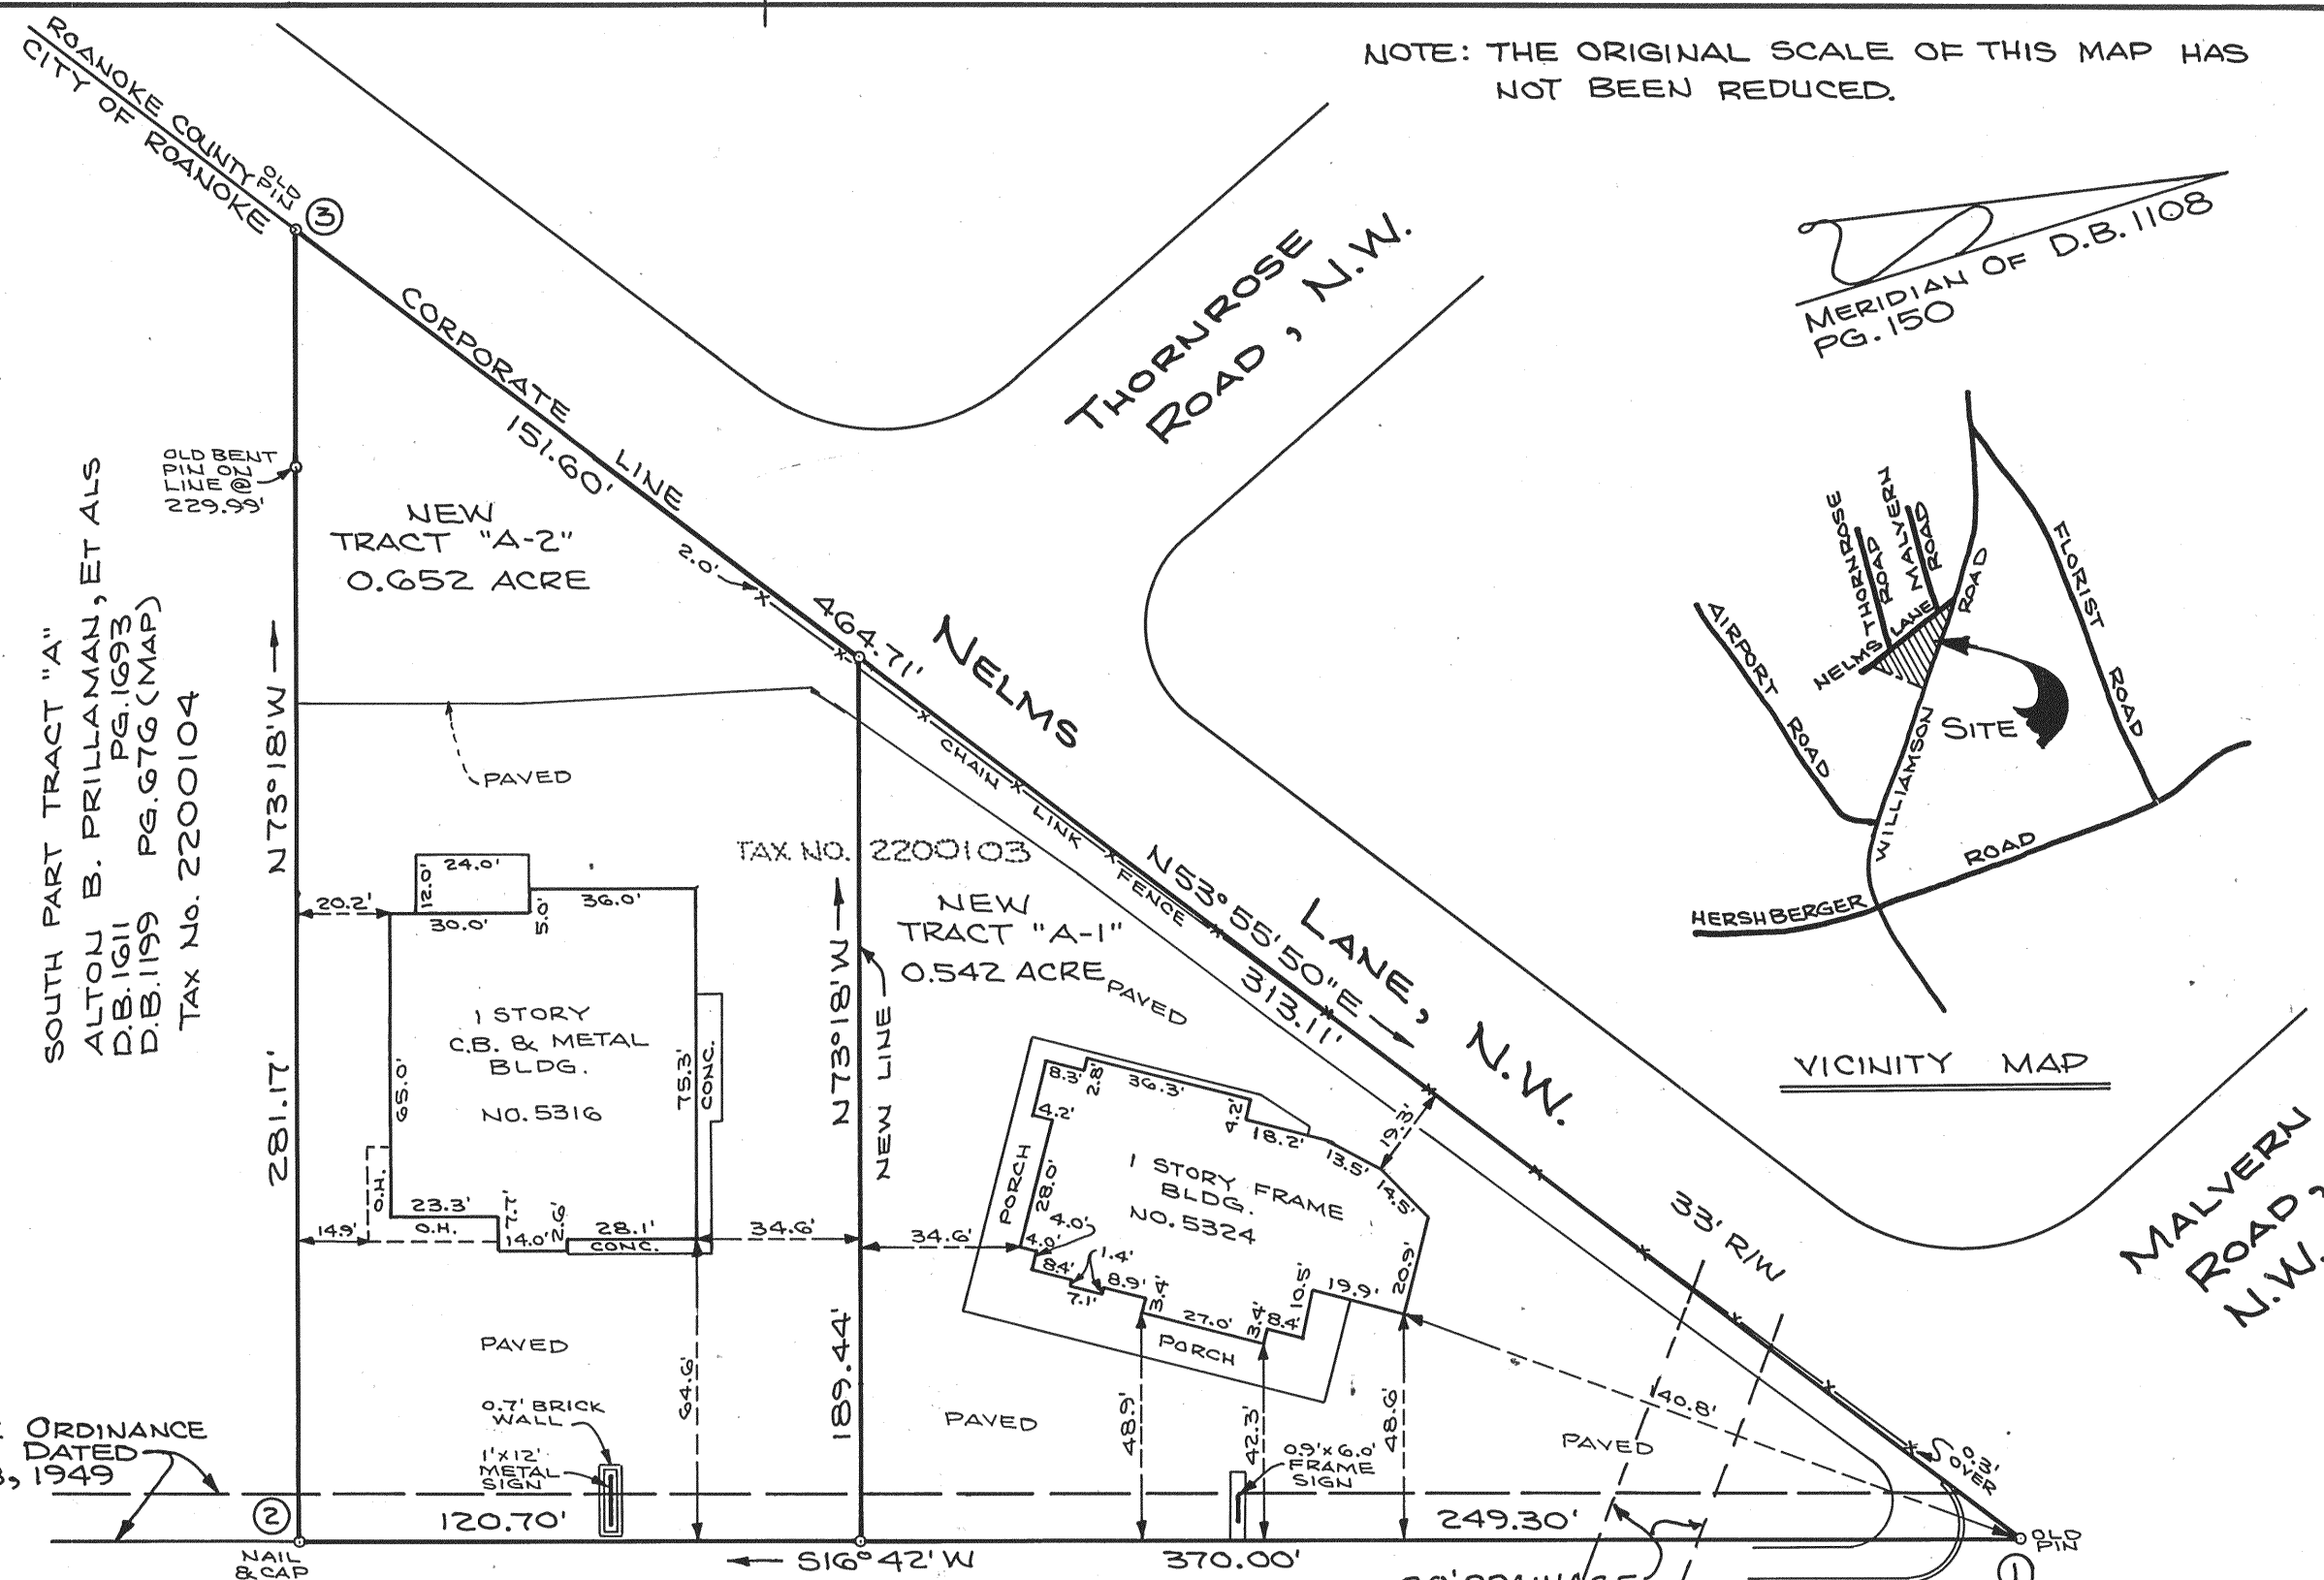 NOTE: THE ORIGINAL SCALE OF THIS MAP HAS
NOT BEEN REDUCED.
ROANOKE COUNTY
CITY OF ROANOKE
OLD
PIN
3
CORPORATE LINE
151.60'
464.71'
THORNROSE
ROAD, N.W.
MERIDIAN OF D.B. 1108
PG. 150
OLD BENT
PIN ON
LINE @
229.99'
NEW
TRACT "A-2"
0.652 ACRE
2.0'
SOUTH PART TRACT "A"
ALTON B. PRILLAMAN, ET ALS
D.B. 1611 PG. 1693
D.B. 1199 PG. 676 (MAP)
TAX No. 2200104
N73°18'W
281.17'
PAVED
NELMS
LANE, N.W.
CHAIN LINK FENCE
N53°55'50"E
313.11'
TAX NO. 2200103
NEW
TRACT "A-1"
0.542 ACRE
PAVED
24.0'
12.0'
20.2'
30.0'
5.0'
36.0'
1 STORY
C.B. & METAL
BLDG.
NO. 5316
65.0'
75.3'
CONC.
O.H.
23.3'
O.H.
7.7'
14.9'
14.0'
2.6'
28.1'
CONC.
34.6'
34.6'
N73°18'W
NEW LINE
189.44'
8.3'
2.8'
36.3'
4.2'
4.2'
18.2'
13.5'
19.3'
14.5'
PORCH
28.0'
1 STORY FRAME
BLDG.
NO. 5324
4.0'
4.0'
8.4'
1.4'
7.1'
8.9'
3.4'
27.0'
3.4'
8.4'
10.5'
19.9'
20.9'
PORCH
33' R/W
MALVERN
ROAD,
N.W.
THORNROSE
ROAD
MALVERN
ROAD
NELMS LANE
AIRPORT
ROAD
FLORIST
ROAD
WILLIAMSON
ROAD
SITE
HERSHBERGER
ROAD
VICINITY MAP
PAVED
0.7' BRICK
WALL
1'x12'
METAL
SIGN
64.6'
PAVED
48.9'
42.3'
48.6'
0.9'x6.0'
FRAME
SIGN
PAVED
140.8'
0.3'
OVER
ORDINANCE
DATED
, 1949
2
NAIL
& CAP
120.70'
249.30'
S16°42'W
370.00'
OLD
PIN
1
DRAINAGE